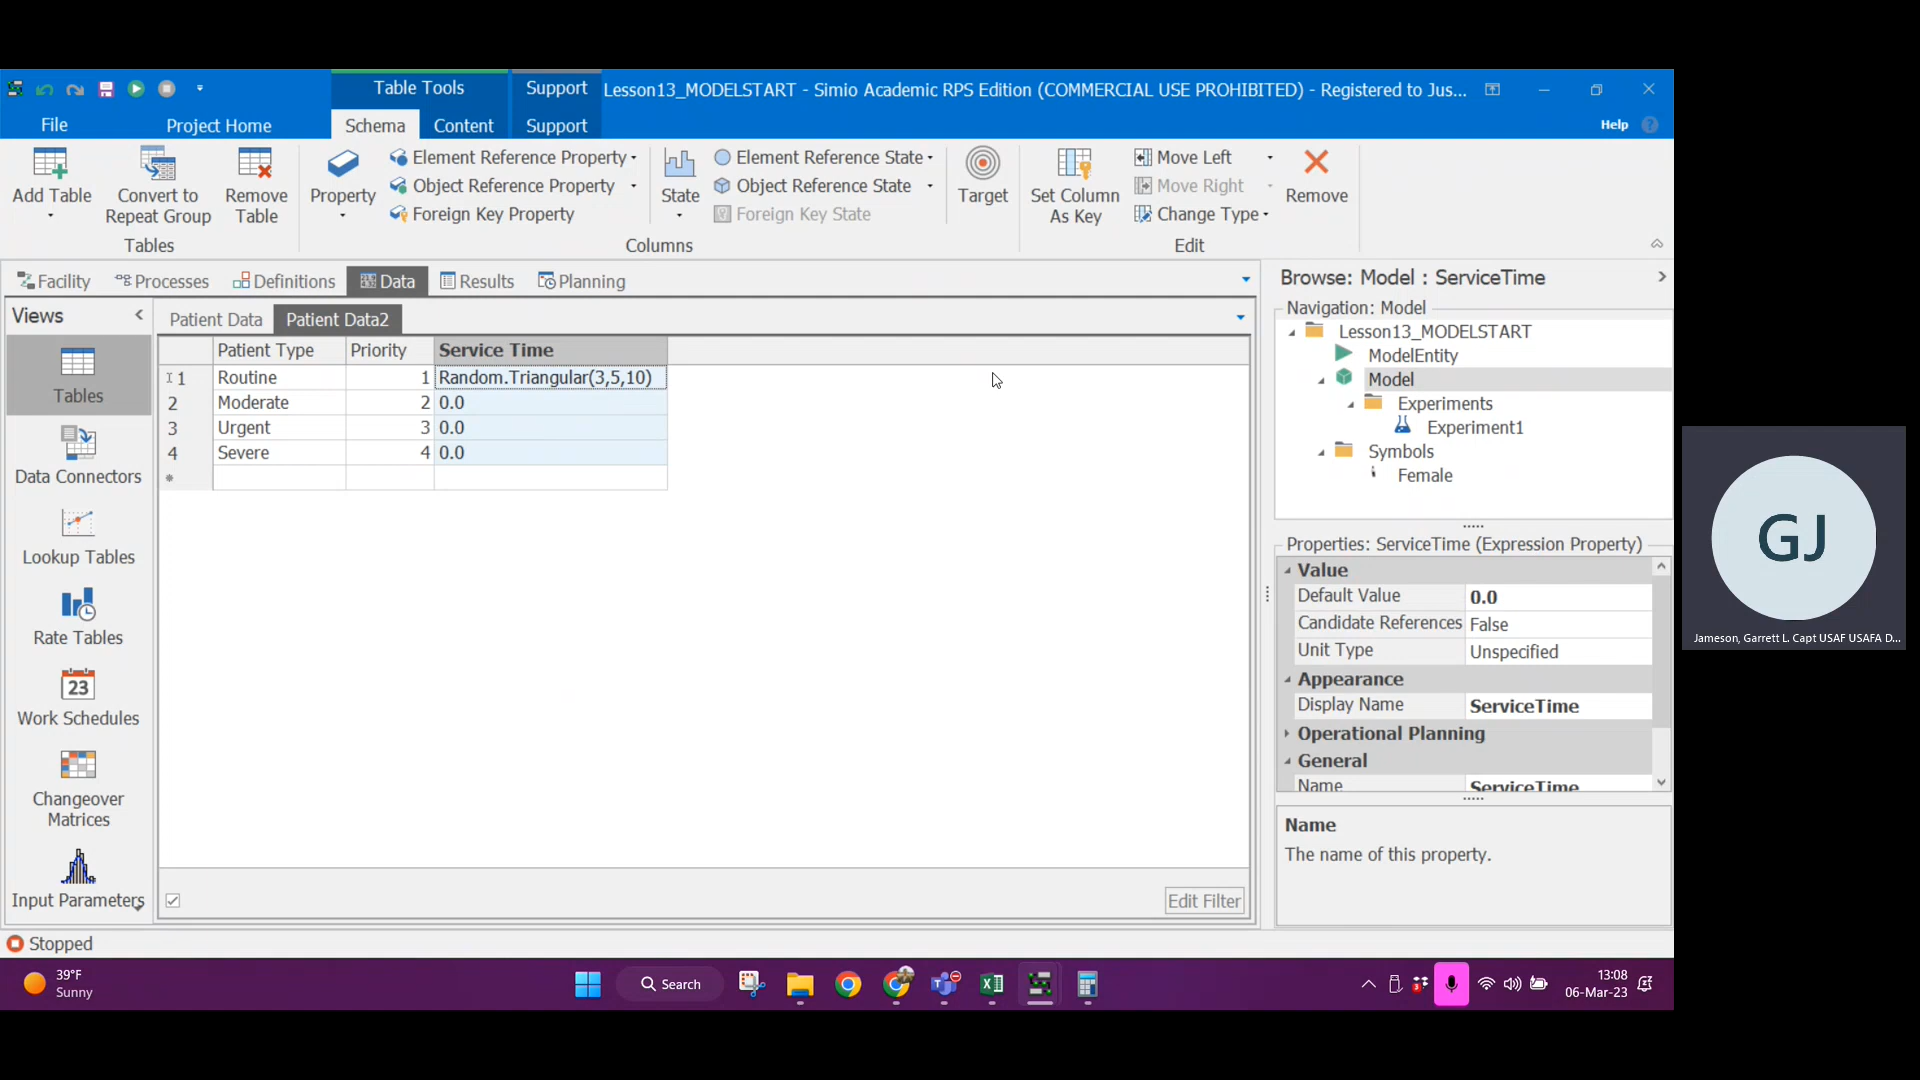 Table Tools
Support
Lesson13_MODELSTART - Simio Academic RPS Edition (COMMERCIAL USE PROHIBITED) - Registered to Jus...
File
Project Home
Schema
Content
Support
Help
Add Table
Convert to
Repeat Group
Remove
Table
Tables
Property
Element Reference Property
Object Reference Property
Foreign Key Property
State
Element Reference State
Object Reference State
Foreign Key State
Columns
Target
Set Column
As Key
Move Left
Move Right
Change Type
Remove
Edit
Facility
Processes
Definitions
Data
Results
Planning
Views
Tables
Data Connectors
Lookup Tables
Rate Tables
23
Work Schedules
Changeover
Matrices
Input Parameters
Patient Data
Patient Data2
Patient Type Priority Service Time
1 Routine 1 Random.Triangular(3,5,10)
2 Moderate 2 0.0
3 Urgent 3 0.0
4 Severe 4 0.0
*
Edit Filter
Browse: Model : ServiceTime
Navigation: Model
Lesson13_MODELSTART
ModelEntity
Model
Experiments
Experiment1
Symbols
Female
Properties: ServiceTime (Expression Property)
Value
Default Value 0.0
Candidate References False
Unit Type Unspecified
Appearance
Display Name ServiceTime
Operational Planning
General
Name ServiceTime
Name
The name of this property.
Stopped
39°F
Sunny
Search
13:08
06-Mar-23
GJ
Jameson, Garrett L. Capt USAF USAFA D...